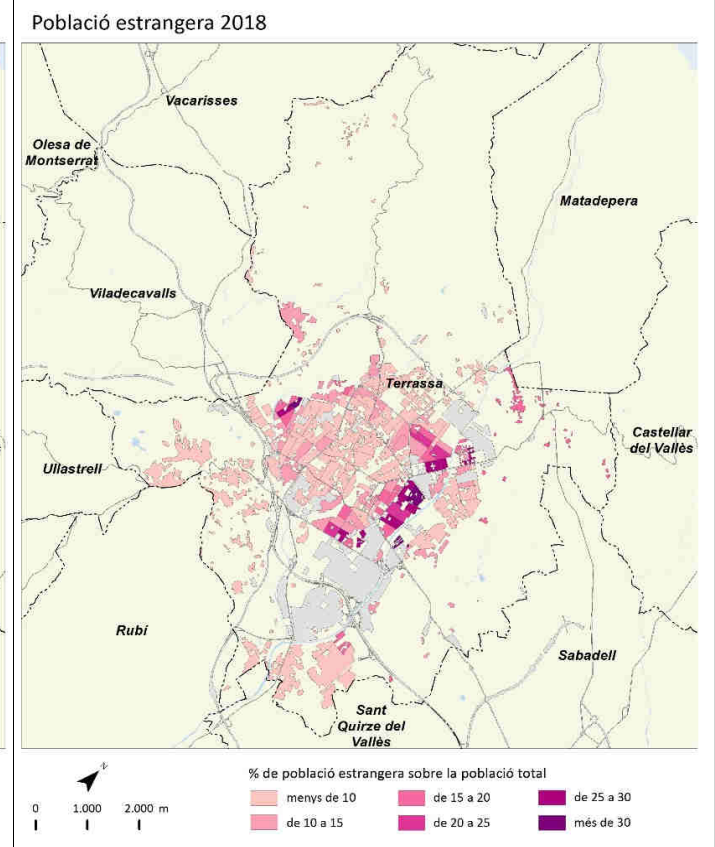 Població estrangera 2018
Vacarisses
Olesa de
Montserrat
Matadepera
Viladecavalls
Terrassa
Castellar
del Vallès
Ullastrell
Rubí
Sabadell
Sant
Quirze del
Vallès
N
% de població estrangera sobre la població total
0 1.000 2.000 m
menys de 10 de 15 a 20 de 25 a 30
de 10 a 15 de 20 a 25 més de 30